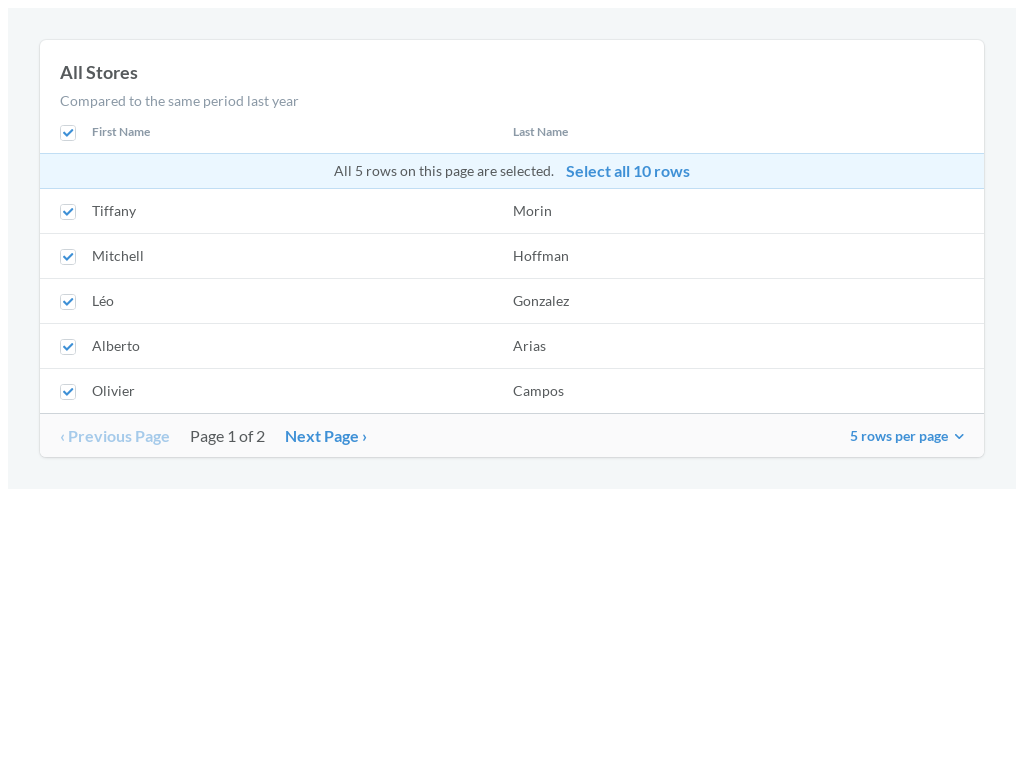 All Stores
Compared to the same period last year
First Name Last Name
All 5 rows on this page are selected. Select all 10 rows
Tiffany Morin
Mitchell Hoffman
Léo Gonzalez
Alberto Arias
Olivier Campos
‹ Previous Page Page 1 of 2 Next Page › 5 rows per page